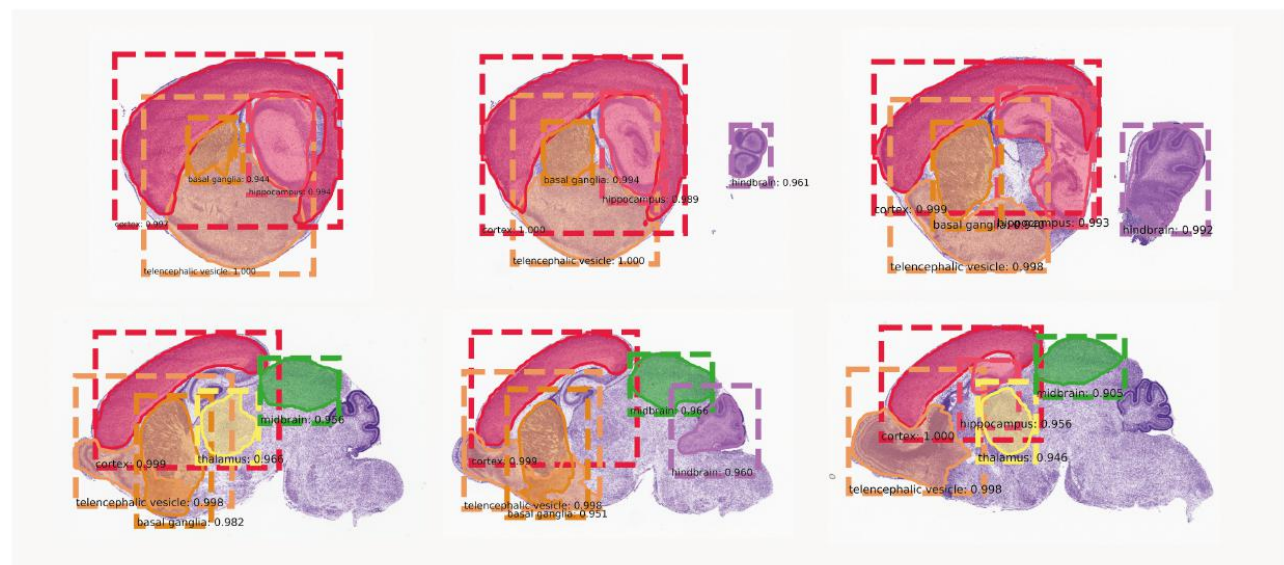 basal ganglia: 0.944
hippocampus: 0.994
cortex: 0.997
telencephalic vesicle: 1.000
basal ganglia: 0.994
hippocampus: 0.989
cortex: 1.000
telencephalic vesicle: 1.000
hindbrain: 0.961
cortex: 0.999
basal ganglia:
hippocampus: 0.993
telencephalic vesicle: 0.998
hindbrain: 0.992
midbrain: 0.956
thalamus: 0.966
cortex: 0.999
telencephalic vesicle: 0.998
basal ganglia: 0.982
midbrain: 0.966
cortex: 0.999
hindbrain: 0.960
telencephalic vesicle: 0.998
basal ganglia: 0.951
midbrain: 0.905
hippocampus: 0.956
cortex: 1.000
thalamus: 0.946
telencephalic vesicle: 0.998